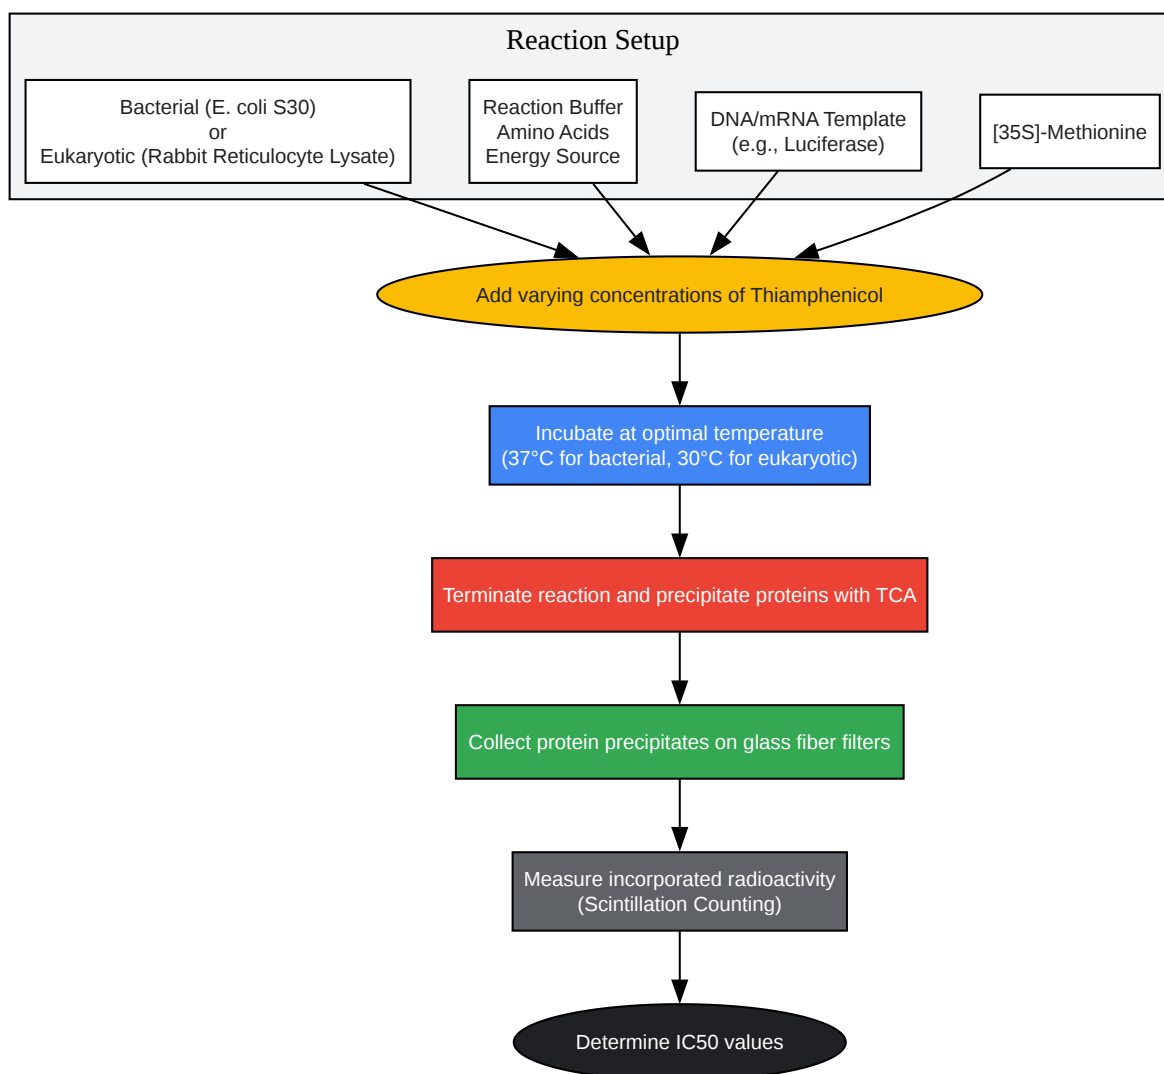 Reaction Setup
Bacterial (E. coli S30)
or
Eukaryotic (Rabbit Reticulocyte Lysate)
Reaction Buffer
Amino Acids
Energy Source
DNA/mRNA Template
(e.g., Luciferase)
[35S]-Methionine
Add varying concentrations of Thiamphenicol
Incubate at optimal temperature
(37°C for bacterial, 30°C for eukaryotic)
Terminate reaction and precipitate proteins with TCA
Collect protein precipitates on glass fiber filters
Measure incorporated radioactivity
(Scintillation Counting)
Determine IC50 values